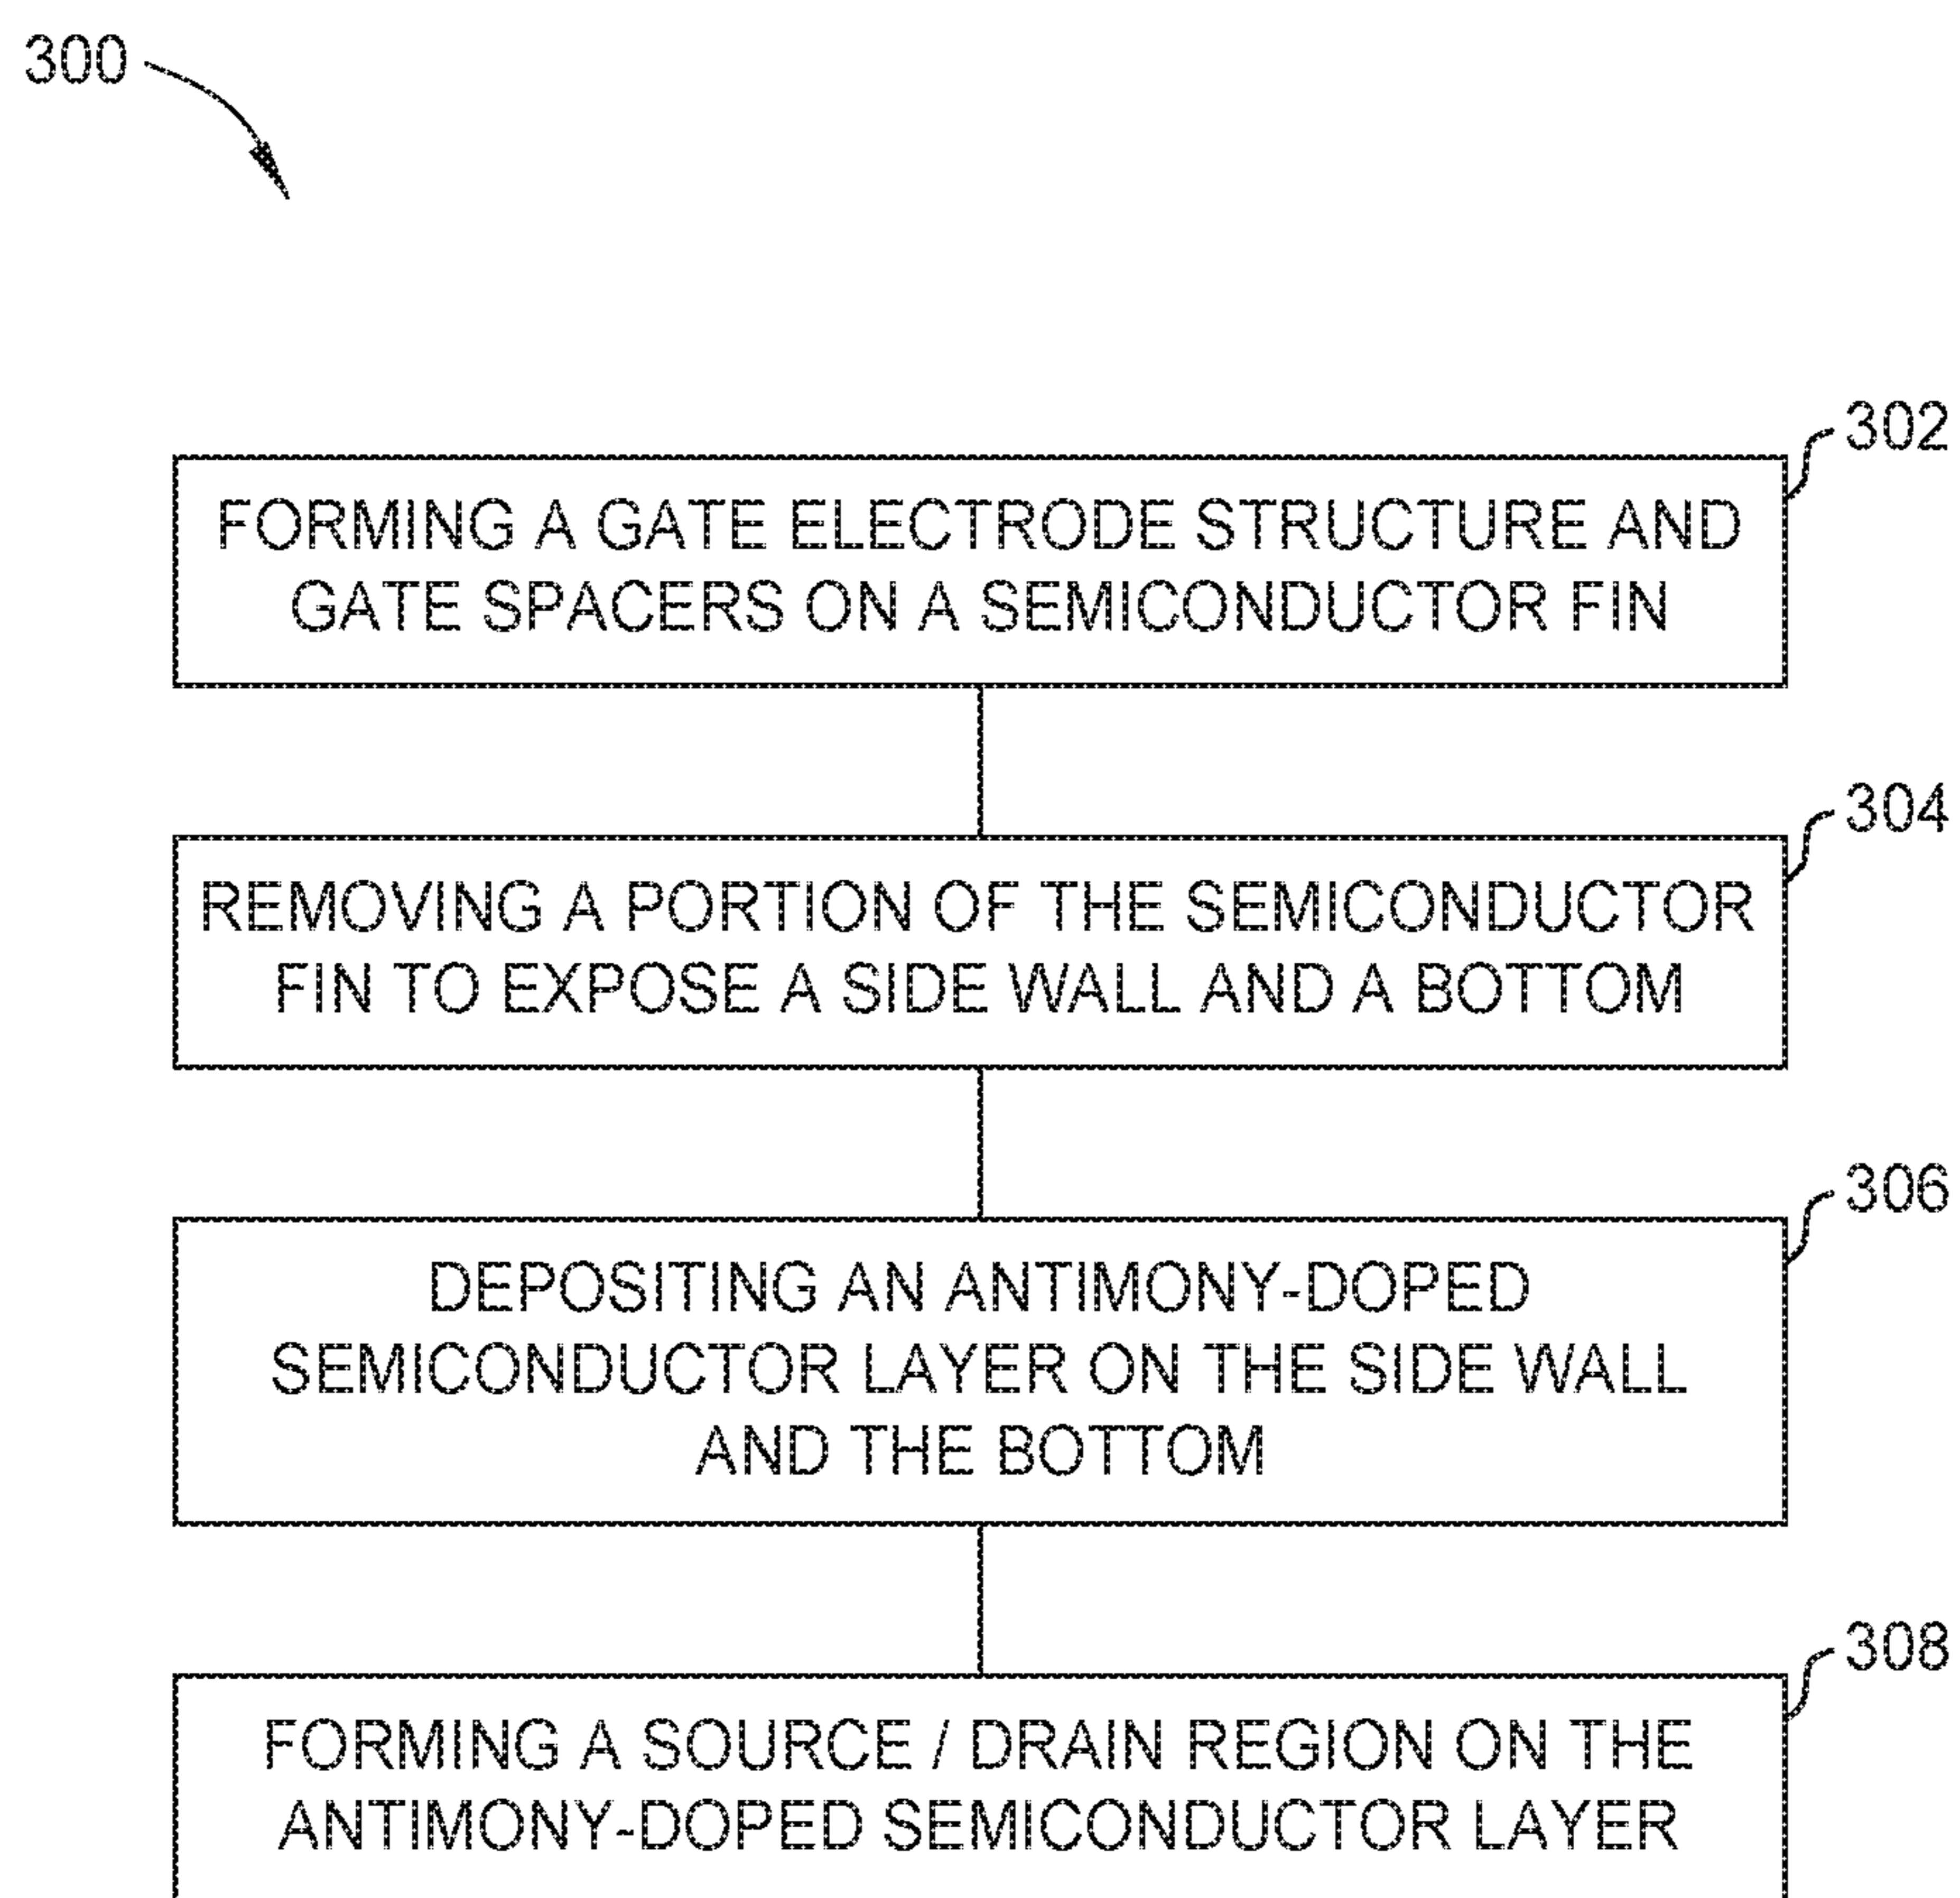 300
302
FORMING A GATE ELECTRODE STRUCTURE AND
GATE SPACERS ON A SEMICONDUCTOR FIN
304
REMOVING A PORTION OF THE SEMICONDUCTOR
FIN TO EXPOSE A SIDE WALL AND A BOTTOM
306
DEPOSITING AN ANTIMONY-DOPED
SEMICONDUCTOR LAYER ON THE SIDE WALL
AND THE BOTTOM
308
FORMING A SOURCE / DRAIN REGION ON THE
ANTIMONY-DOPED SEMICONDUCTOR LAYER